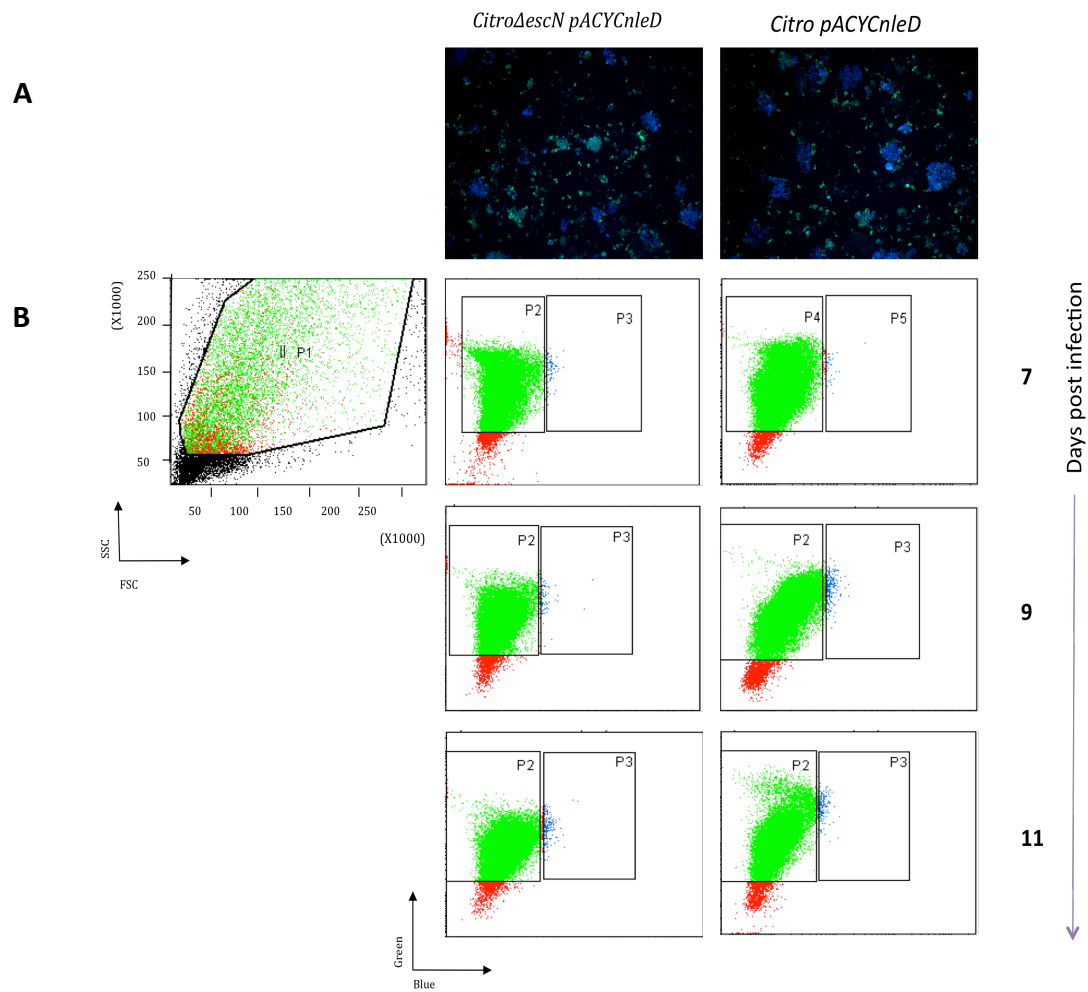 CitroΔescN pACYCnleD
Citro pACYCnleD
A
B
(X1000)
250
200
150
100
50
P1
50 100 150 200 250
(X1000)
SSC
FSC
P2
P3
P4
P5
7
P2
P3
P2
P3
9
P2
P3
P2
P3
11
Days post infection
Green
Blue